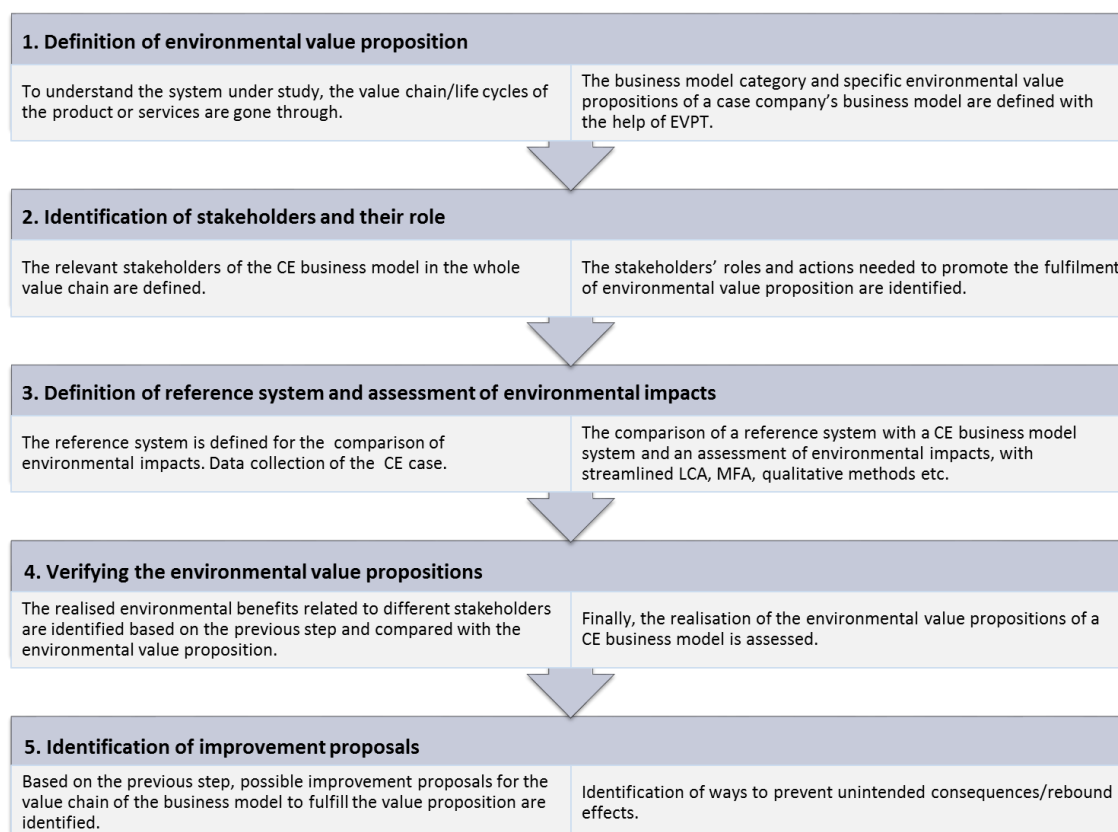 1. Definition of environmental value proposition
To understand the system under study, the value chain/life cycles of
the product or services are gone through.
The business model category and specific environmental value
propositions of a case company's business model are defined with
the help of EVPT.
2. Identification of stakeholders and their role
The relevant stakeholders of the CE business model in the whole
value chain are defined.
The stakeholders' roles and actions needed to promote the fulfilment
of environmental value proposition are identified.
3. Definition of reference system and assessment of environmental impacts
The reference system is defined for the comparison of
environmental impacts. Data collection of the CE case.
The comparison of a reference system with a CE business model
system and an assessment of environmental impacts, with
streamlined LCA, MFA, qualitative methods etc.
4. Verifying the environmental value propositions
The realised environmental benefits related to different stakeholders
are identified based on the previous step and compared with the
environmental value proposition.
Finally, the realisation of the environmental value propositions of a
CE business model is assessed.
5. Identification of improvement proposals
Based on the previous step, possible improvement proposals for the
value chain of the business model to fulfill the value proposition are
identified.
Identification of ways to prevent unintended consequences/rebound
effects.